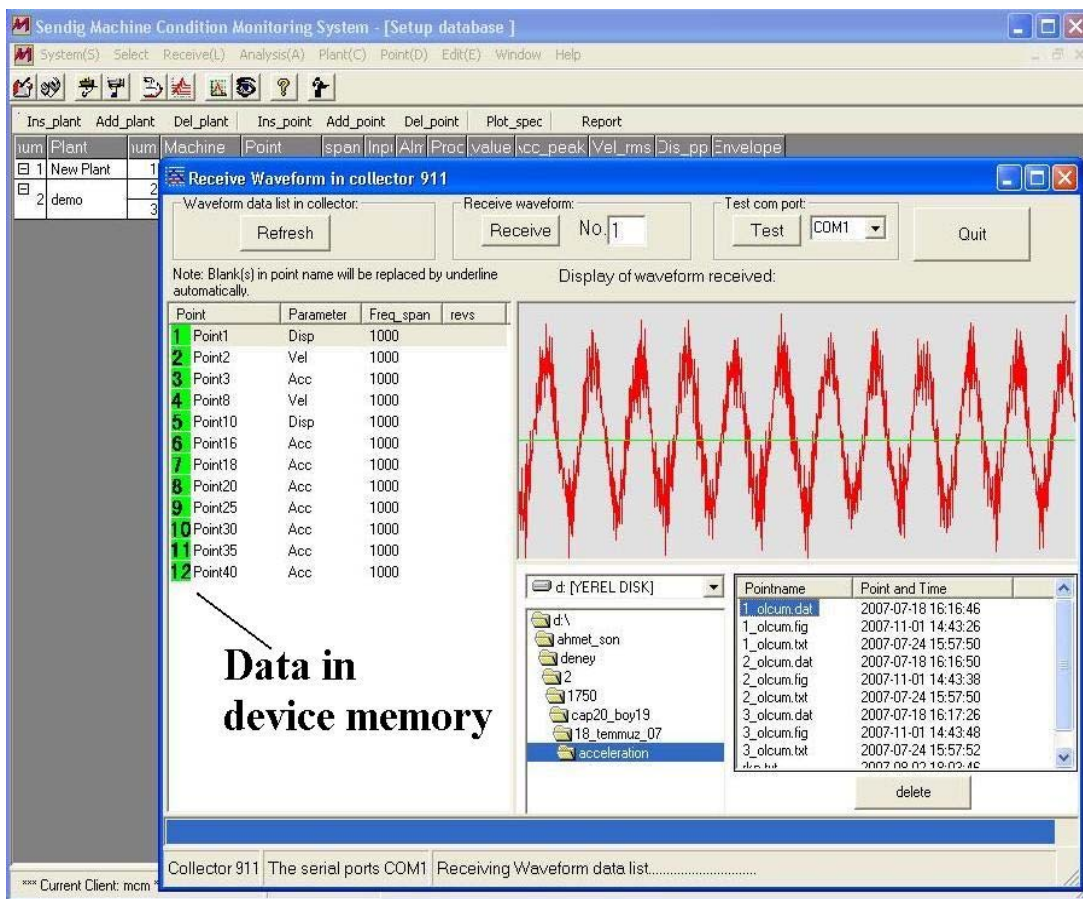 Sendig Machine Condition Monitoring System - [Setup database ]
System(S) Select Receive(L) Analysis(A) Plant(C) Point(D) Edit(E) Window Help
Ins_plant Add_plant Del_plant Ins_point Add_point Del_point Plot_spec Report
Plant Machine Point span Proc value Vel_rms Dis_pp Envelope
1 New Plant 1
2 demo 2
3
Receive Waveform in collector 911
Waveform data list in collector: Receive waveform: Test com port:
Refresh Receive No. 1 Test COM1 Quit
Note: Blank(s) in point name will be replaced by underline
automatically.
Display of waveform received:
Point Parameter Freq_span revs
1 Point1 Disp 1000
2 Point2 Vel 1000
3 Point3 Acc 1000
4 Point8 Vel 1000
5 Point10 Disp 1000
6 Point16 Acc 1000
7 Point18 Acc 1000
8 Point20 Acc 1000
9 Point25 Acc 1000
10 Point30 Acc 1000
11 Point35 Acc 1000
12 Point40 Acc 1000
Data in
device memory
d: [YEREL DISK]
d:\
ahmet_son
deney
2
1750
cap20_boy19
18_temmuz_07
acceleration
Pointname Point and Time
1_olcum.dat 2007-07-18 16:16:46
1_olcum.fig 2007-11-01 14:43:26
1_olcum.txt 2007-07-24 15:57:50
2_olcum.dat 2007-07-18 16:16:50
2_olcum.fig 2007-11-01 14:43:38
2_olcum.txt 2007-07-24 15:57:50
3_olcum.dat 2007-07-18 16:17:26
3_olcum.fig 2007-11-01 14:43:48
3_olcum.txt 2007-07-24 15:57:52
delete
Collector 911 The serial ports COM1 Receiving Waveform data list.............................
*** Current Client: mcm *